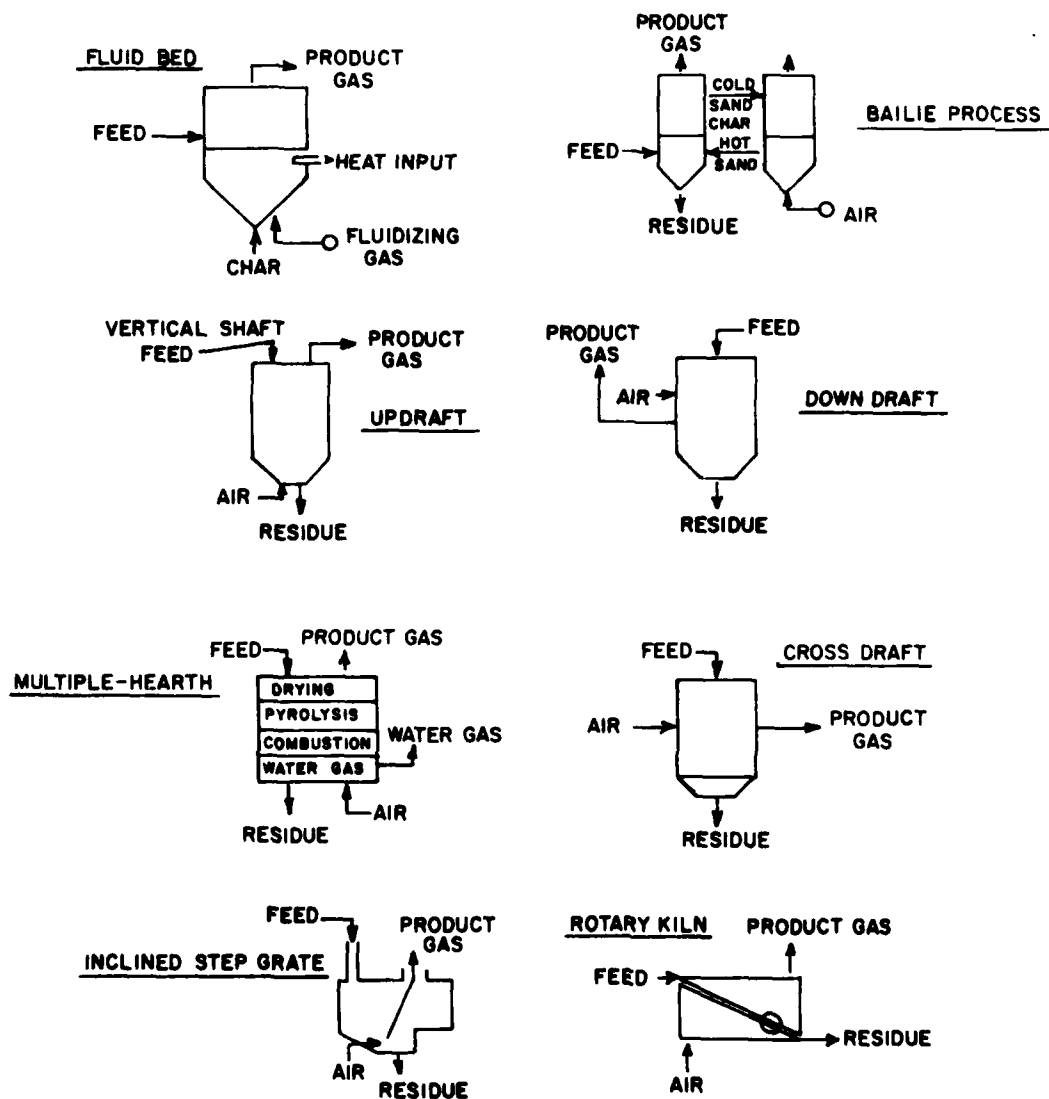 FLUID BED
PRODUCT
GAS
FEED
HEAT INPUT
FLUIDIZING
GAS
CHAR
PRODUCT
GAS
COLD
SAND
CHAR
HOT
SAND
FEED
RESIDUE
AIR
BAILIE PROCESS
VERTICAL SHAFT
FEED
PRODUCT
GAS
UPDRAFT
AIR
RESIDUE
FEED
PRODUCT
GAS
AIR
DOWN DRAFT
RESIDUE
MULTIPLE-HEARTH
FEED
PRODUCT GAS
DRYING
PYROLYSIS
COMBUSTION
WATER GAS
WATER GAS
AIR
RESIDUE
FEED
CROSS DRAFT
AIR
PRODUCT
GAS
RESIDUE
FEED
PRODUCT
GAS
INCLINED STEP GRATE
AIR
RESIDUE
ROTARY KILN
PRODUCT GAS
FEED
RESIDUE
AIR